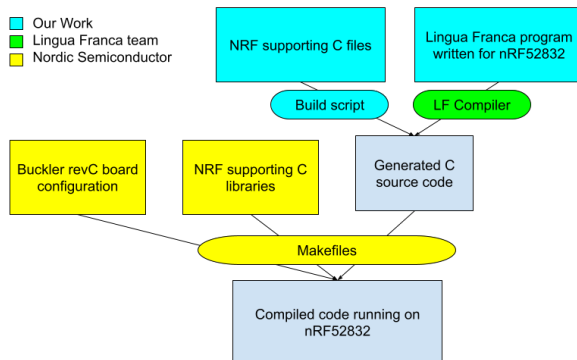 Our Work
Lingua Franca team
Nordic Semiconductor
NRF supporting C files
Lingua Franca program
written for nRF52832
Build script
LF Compiler
Buckler revC board
configuration
NRF supporting C
libraries
Generated C
source code
Makefiles
Compiled code running on
nRF52832